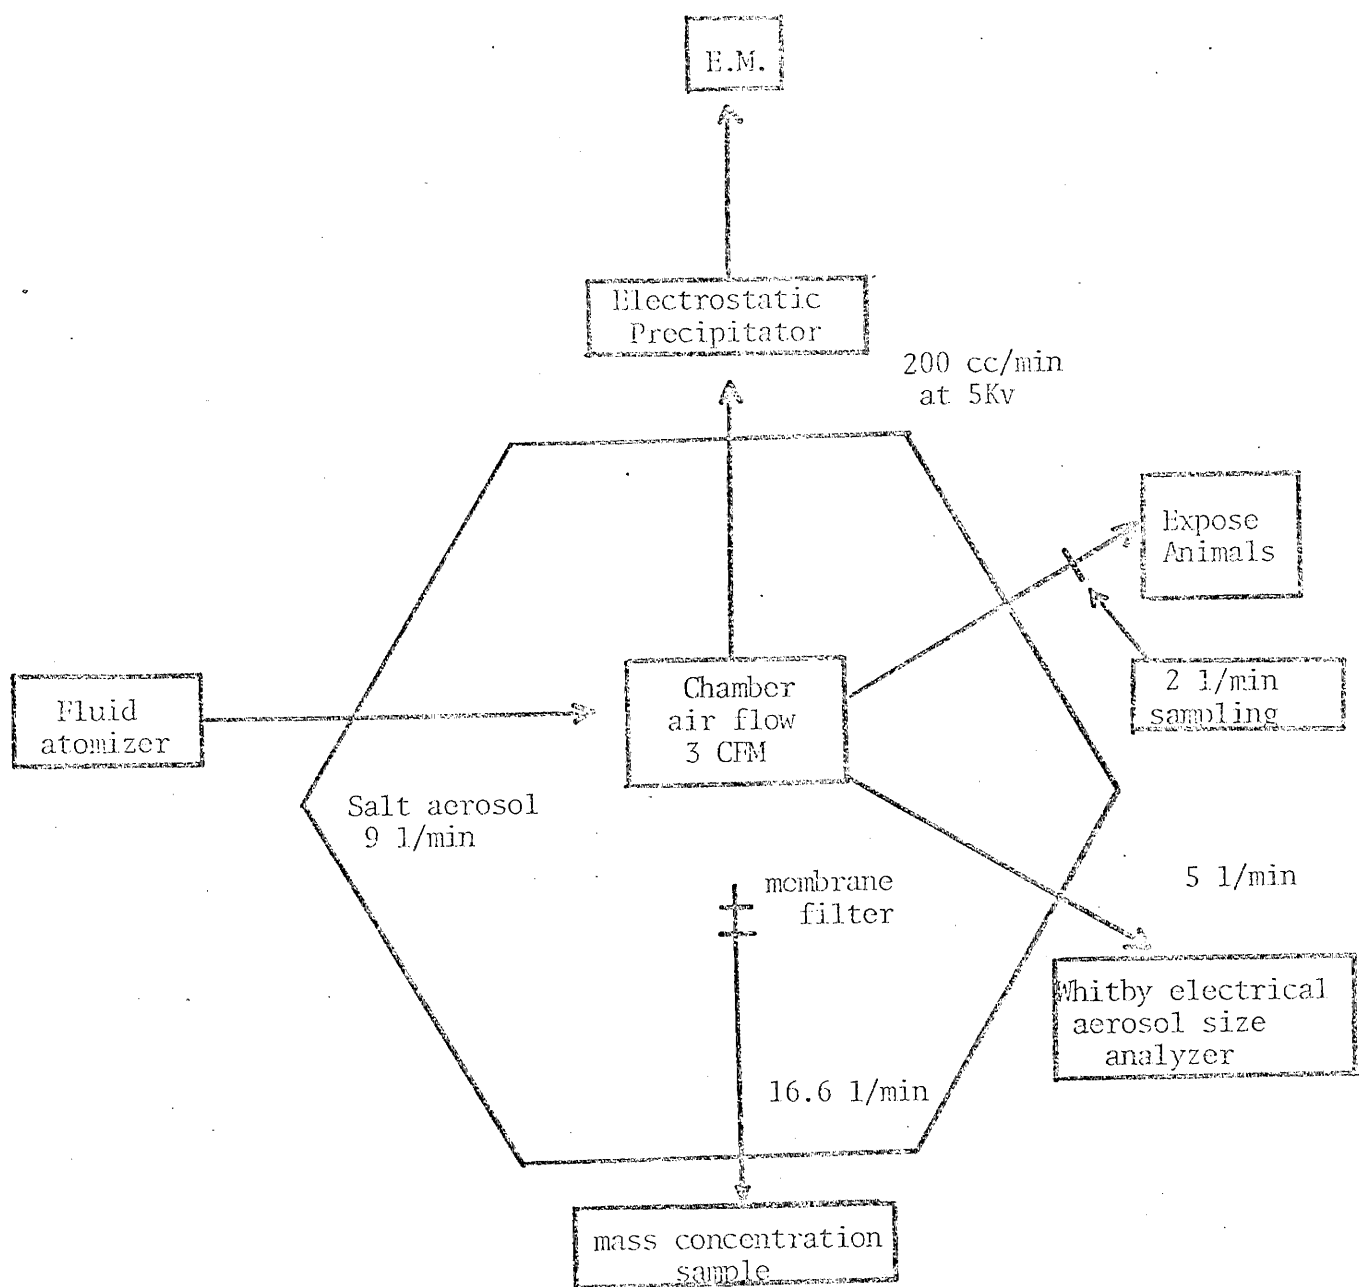 E.M.
Electrostatic
Precipitator
200 cc/min
at 5Kv
Expose
Animals
2 l/min
sampling
Chamber
air flow
3 CFM
Fluid
atomizer
Salt aerosol
9 l/min
membrane
filter
5 l/min
Whitby electrical
aerosol size
analyzer
16.6 l/min
mass concentration
sample